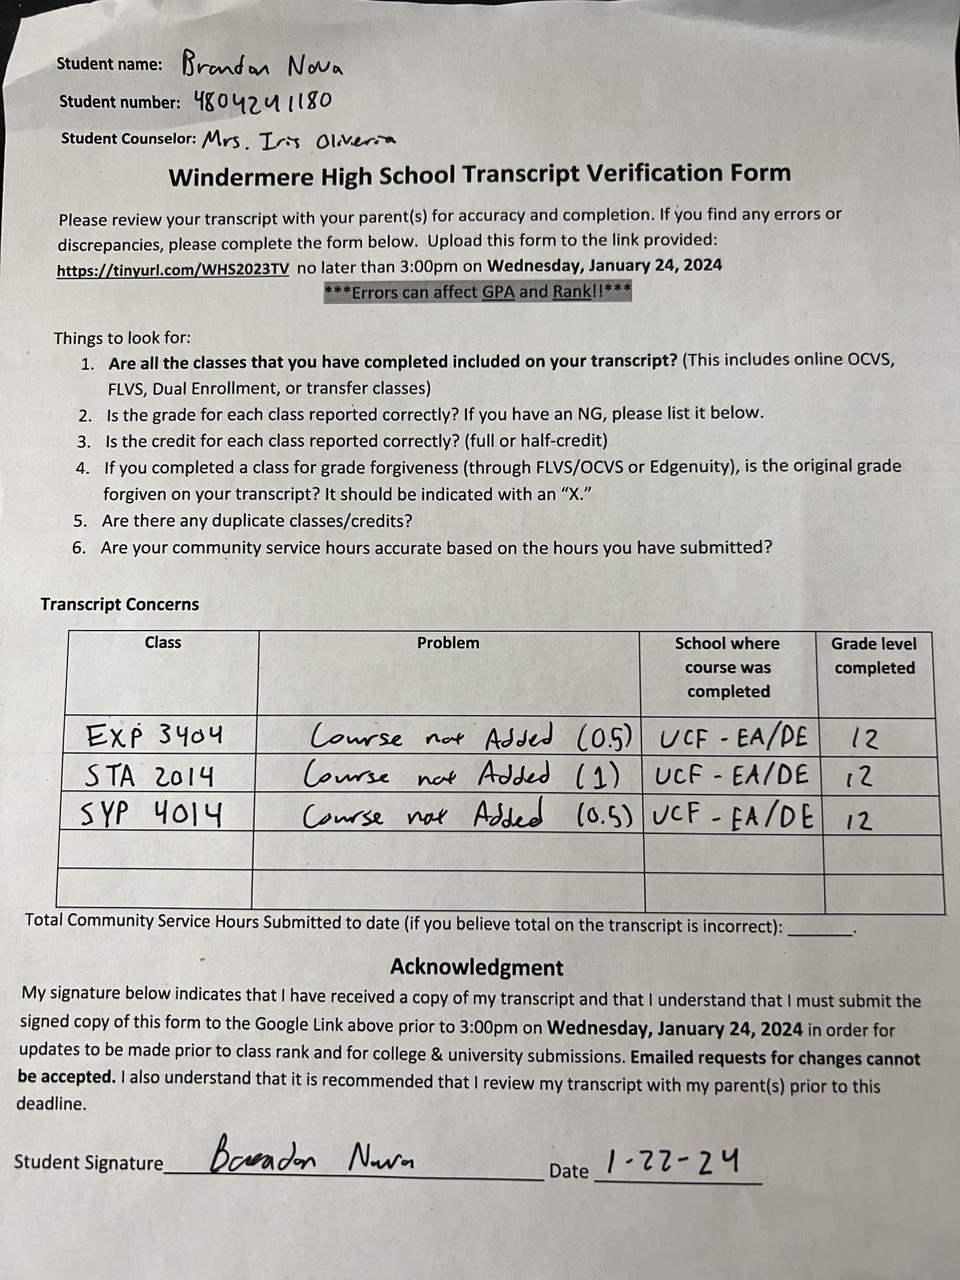 Student name: Brandon Nova
Student number: 4804241180
Student Counselor: Mrs. Iris Oliveria
Windermere High School Transcript Verification Form
Please review your transcript with your parent(s) for accuracy and completion. If you find any errors or
discrepancies, please complete the form below. Upload this form to the link provided:
https://tinyurl.com/WHS2023TV no later than 3:00pm on Wednesday, January 24, 2024
***Errors can affect GPA and Rank!!***
Things to look for:
1. Are all the classes that you have completed included on your transcript? (This includes online OCVS,
FLVS, Dual Enrollment, or transfer classes)
2. Is the grade for each class reported correctly? If you have an NG, please list it below.
3. Is the credit for each class reported correctly? (full or half-credit)
4. If you completed a class for grade forgiveness (through FLVS/OCVS or Edgenuity), is the original grade
forgiven on your transcript? It should be indicated with an “X.”
5. Are there any duplicate classes/credits?
6. Are your community service hours accurate based on the hours you have submitted?
Transcript Concerns
Class Problem School where course was completed Grade level completed
EXP 3404 Course not Added (0.5) UCF - EA/DE 12
STA 2014 Course not Added (1) UCF - EA/DE 12
SYP 4014 Course not Added (0.5) UCF - EA/DE 12
Total Community Service Hours Submitted to date (if you believe total on the transcript is incorrect): ______.
Acknowledgment
My signature below indicates that I have received a copy of my transcript and that I understand that I must submit the
signed copy of this form to the Google Link above prior to 3:00pm on Wednesday, January 24, 2024 in order for
updates to be made prior to class rank and for college & university submissions. Emailed requests for changes cannot
be accepted. I also understand that it is recommended that I review my transcript with my parent(s) prior to this
deadline.
Student Signature Brandon Nova Date 1-22-24